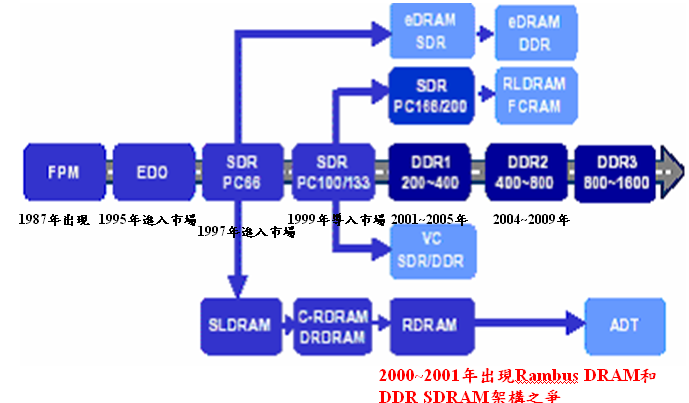 eDRAM
SDR
eDRAM
DDR
SDR
PC166/200
RLDRAM
FCRAM
FPM
EDO
SDR
PC66
SDR
PC100/133
DDR1
200~400
DDR2
400~800
DDR3
800~1600
1987年出現
1995年進入市場
1997年進入市場
1999年導入市場
2001~2005年
2004~2009年
VC
SDR/DDR
SLDRAM
C-RDRAM
DRDRAM
RDRAM
ADT
2000~2001年出現Rambus DRAM和
DDR SDRAM架構之爭